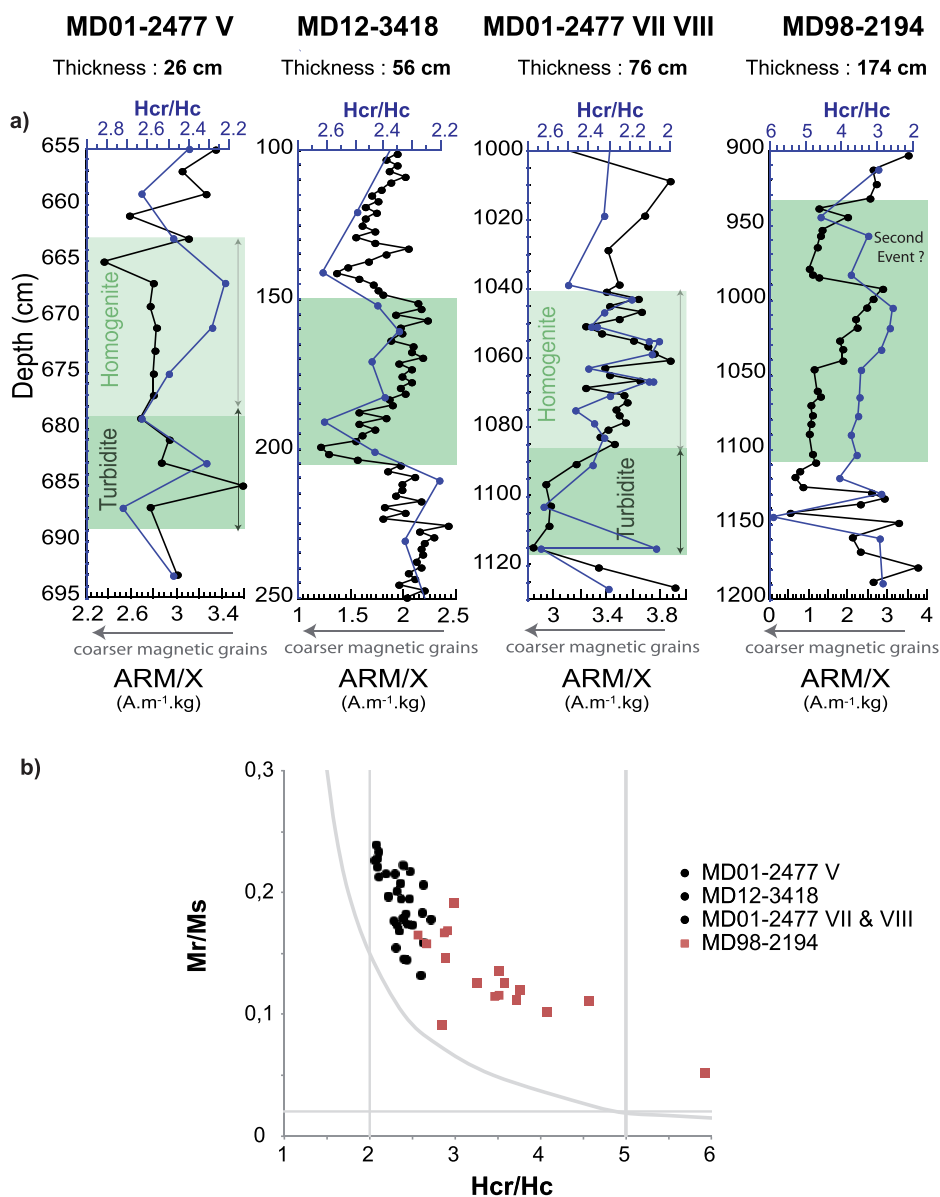 MD01-2477 V MD12-3418 MD01-2477 VII VIII MD98-2194
Thickness : 26 cm Thickness : 56 cm Thickness : 76 cm Thickness : 174 cm
a)
Hcr/Hc Hcr/Hc Hcr/Hc Hcr/Hc
2.8 2.6 2.4 2.2 2.6 2.4 2.2 2.6 2.4 2.2 2 6 5 4 3 2
Depth (cm)
655
660
665
670
675
680
685
690
695
Homogenite
Turbidite
2.2 2.6 3 3.4
100
150
200
250
1 1.5 2 2.5
1000
1020
1040
1060
1080
1100
1120
Homogenite
Turbidite
3 3.4 3.8
900
950
1000
1050
1100
1150
1200
Second
Event ?
0 1 2 3 4
coarser magnetic grains coarser magnetic grains coarser magnetic grains coarser magnetic grains
ARM/X ARM/X ARM/X ARM/X
(A.m-1.kg) (A.m-1.kg) (A.m-1.kg) (A.m-1.kg)
b)
Mr/Ms
0,3
0,2
0,1
0
1 2 3 4 5 6
Hcr/Hc
MD01-2477 V
MD12-3418
MD01-2477 VII & VIII
MD98-2194